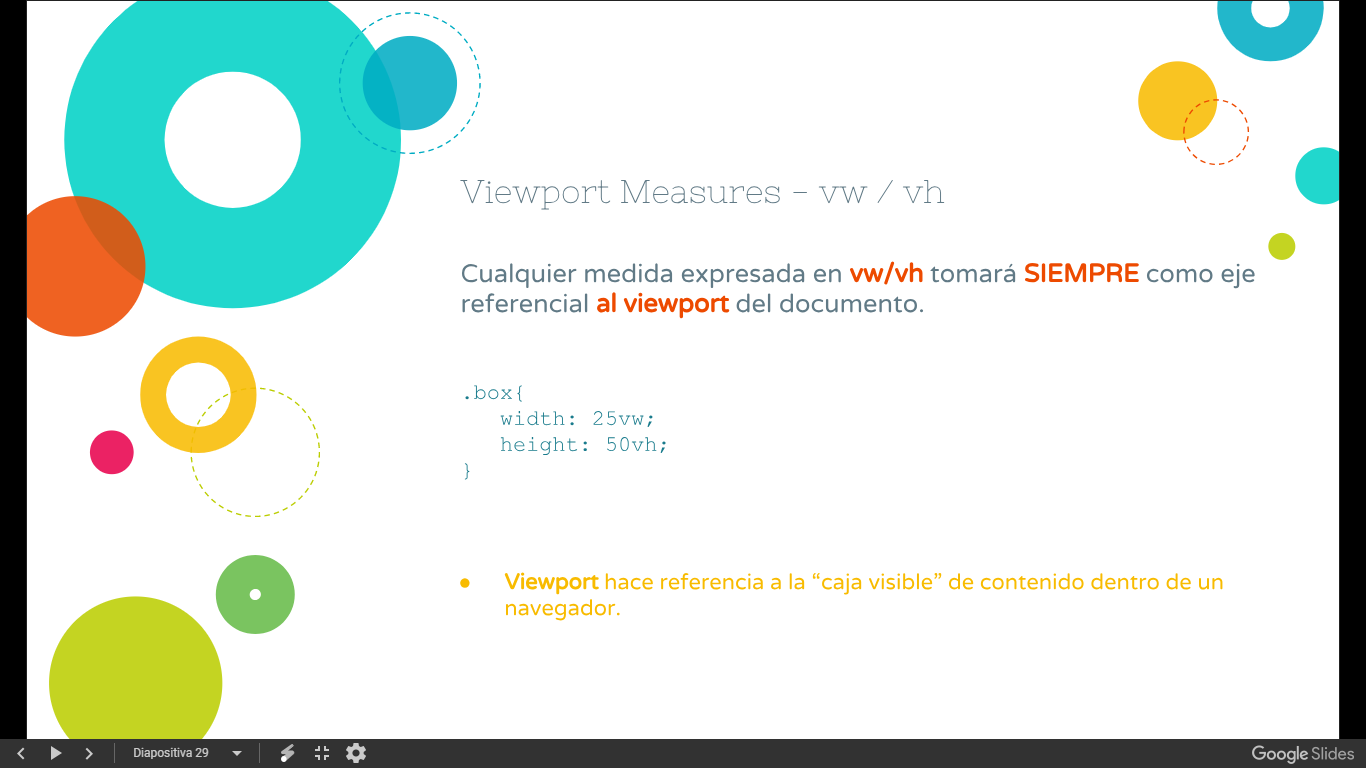 Viewport Measures - vw / vh
Cualquier medida expresada en vw/vh tomará SIEMPRE como eje
referencial al viewport del documento.
.box{
width: 25vw;
height: 50vh;
}
● Viewport hace referencia a la “caja visible” de contenido dentro de un
navegador.
Diapositiva 29
Google Slides